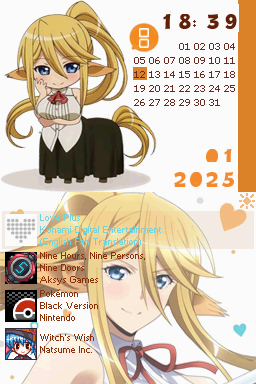 18:39
日
01 02 03 04
05 06 07 08 09 10 11
12 13 14 15 16 17 18
19 20 21 22 23 24 25
26 27 28 29 30 31
01
2025
Love Plus
Konami Digital Entertainment
(English Fan Translation)
Nine Hours, Nine Persons,
Nine Doors
Aksys Games
Pokémon
Black Version
Nintendo
Witch's Wish
Natsume Inc.